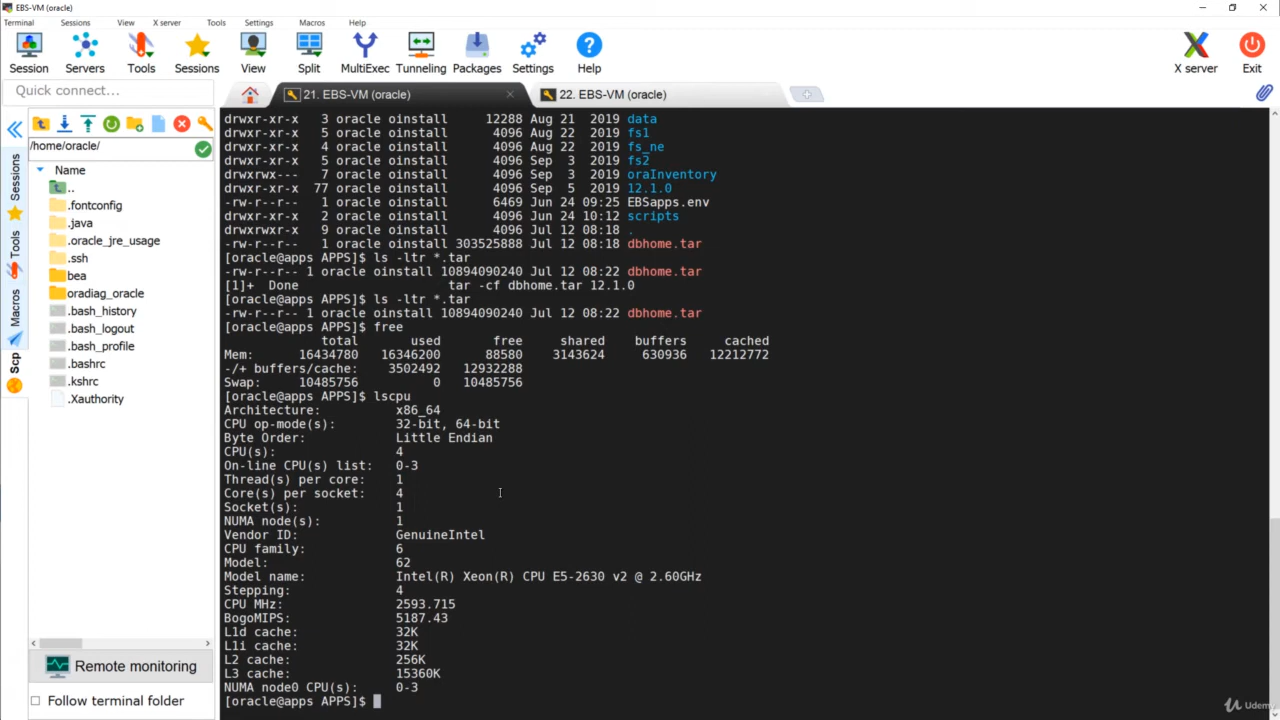 EBS-VM (oracle)
Terminal Sessions View X server Tools Settings Macros Help
Session Servers Tools Sessions View Split MultiExec Tunneling Packages Settings Help X server Exit
Quick connect...
21. EBS-VM (oracle)
22. EBS-VM (oracle)
/home/oracle/
Name
..
.fontconfig
.java
.oracle_jre_usage
.ssh
bea
oradiag_oracle
.bash_history
.bash_logout
.bash_profile
.bashrc
.kshrc
.Xauthority
Sessions
Tools
Macros
Scp
Remote monitoring
Follow terminal folder
drwxr-xr-x 3 oracle oinstall 12288 Aug 21 2019 data
drwxr-xr-x 5 oracle oinstall 4096 Aug 22 2019 fs1
drwxr-xr-x 4 oracle oinstall 4096 Aug 22 2019 fs_ne
drwxr-xr-x 5 oracle oinstall 4096 Sep 3 2019 fs2
drwxrwx--- 7 oracle oinstall 4096 Sep 3 2019 oraInventory
drwxr-xr-x 77 oracle oinstall 4096 Sep 5 2019 12.1.0
-rw-r--r-- 1 oracle oinstall 6469 Jun 24 09:25 EBSapps.env
drwxr-xr-x 2 oracle oinstall 4096 Jun 24 10:12 scripts
drwxrwxr-x 9 oracle oinstall 4096 Jul 12 08:18 .
-rw-r--r-- 1 oracle oinstall 303525888 Jul 12 08:18 dbhome.tar
[oracle@apps APPS]$ ls -ltr *.tar
-rw-r--r-- 1 oracle oinstall 10894090240 Jul 12 08:22 dbhome.tar
[1]+ Done tar -cf dbhome.tar 12.1.0
[oracle@apps APPS]$ ls -ltr *.tar
-rw-r--r-- 1 oracle oinstall 10894090240 Jul 12 08:22 dbhome.tar
[oracle@apps APPS]$ free
total used free shared buffers cached
Mem: 16434780 16346200 88580 3143624 630936 12212772
-/+ buffers/cache: 3502492 12932288
Swap: 10485756 0 10485756
[oracle@apps APPS]$ lscpu
Architecture: x86_64
CPU op-mode(s): 32-bit, 64-bit
Byte Order: Little Endian
CPU(s): 4
On-line CPU(s) list: 0-3
Thread(s) per core: 1
Core(s) per socket: 4
Socket(s): 1
NUMA node(s): 1
Vendor ID: GenuineIntel
CPU family: 6
Model: 62
Model name: Intel(R) Xeon(R) CPU E5-2630 v2 @ 2.60GHz
Stepping: 4
CPU MHz: 2593.715
BogoMIPS: 5187.43
L1d cache: 32K
L1i cache: 32K
L2 cache: 256K
L3 cache: 15360K
NUMA node0 CPU(s): 0-3
[oracle@apps APPS]$
Udemy